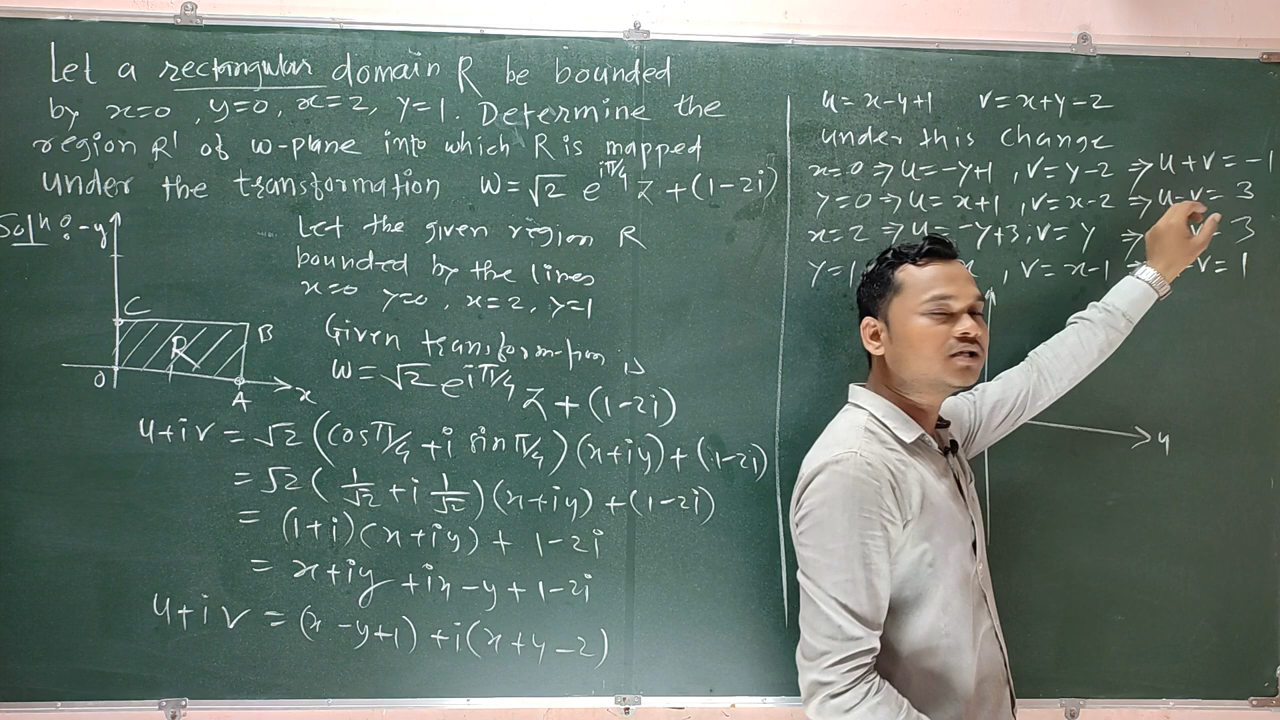 Let a rectangular domain R be bounded
by x=0, y=0, x=2, y=1. Determine the
region R' of w-plane into which R is mapped
under the transformation W=√2 e^{iπ/4} z+(1-2i)
Solnº:-
y
C
B
R
O
A
x
Let the given region R
bounded by the lines
x=0 y=0, x=2, y=1
Given transformation is
W=√2 e^{iπ/4} z+(1-2i)
u+iv = √2 (cosπ/4 + i sinπ/4)(x+iy)+(1-2i)
= √2 (1/√2 + i 1/√2)(x+iy)+(1-2i)
= (1+i)(x+iy)+ 1-2i
= x+iy+ix-y+1-2i
u+iv = (x-y+1)+i(x+y-2)
u=x-y+1 v=x+y-2
under this change
x=0 ⇒ u=-y+1, v=y-2 ⇒ u+v=-1
y=0 ⇒ u=x+1, v=x-2 ⇒ u-v=3
x=2 ⇒ u=-y+3, v=y ⇒ v=3
y=1 x, v=x-1 ⇒ -v=1
u